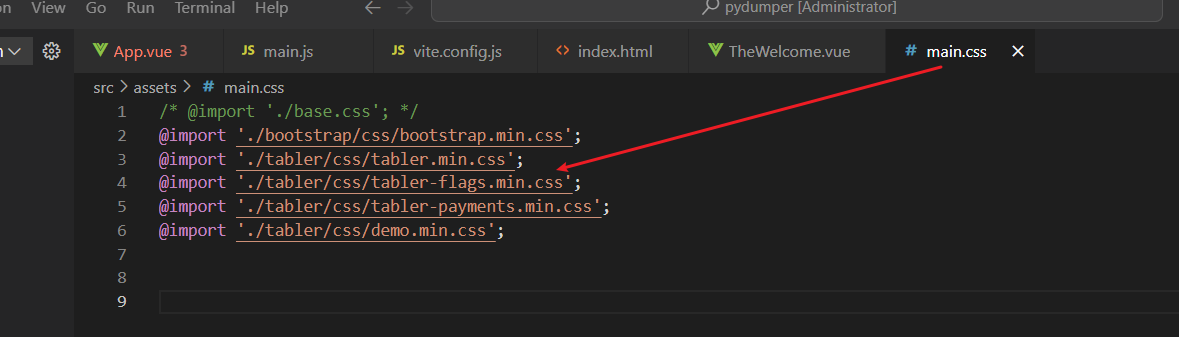 on View Go Run Terminal Help pydumper [Administrator]
App.vue 3 JS main.js JS vite.config.js <> index.html TheWelcome.vue # main.css
src > assets > # main.css
1 /* @import './base.css'; */
2 @import './bootstrap/css/bootstrap.min.css';
3 @import './tabler/css/tabler.min.css';
4 @import './tabler/css/tabler-flags.min.css';
5 @import './tabler/css/tabler-payments.min.css';
6 @import './tabler/css/demo.min.css';
7
8
9